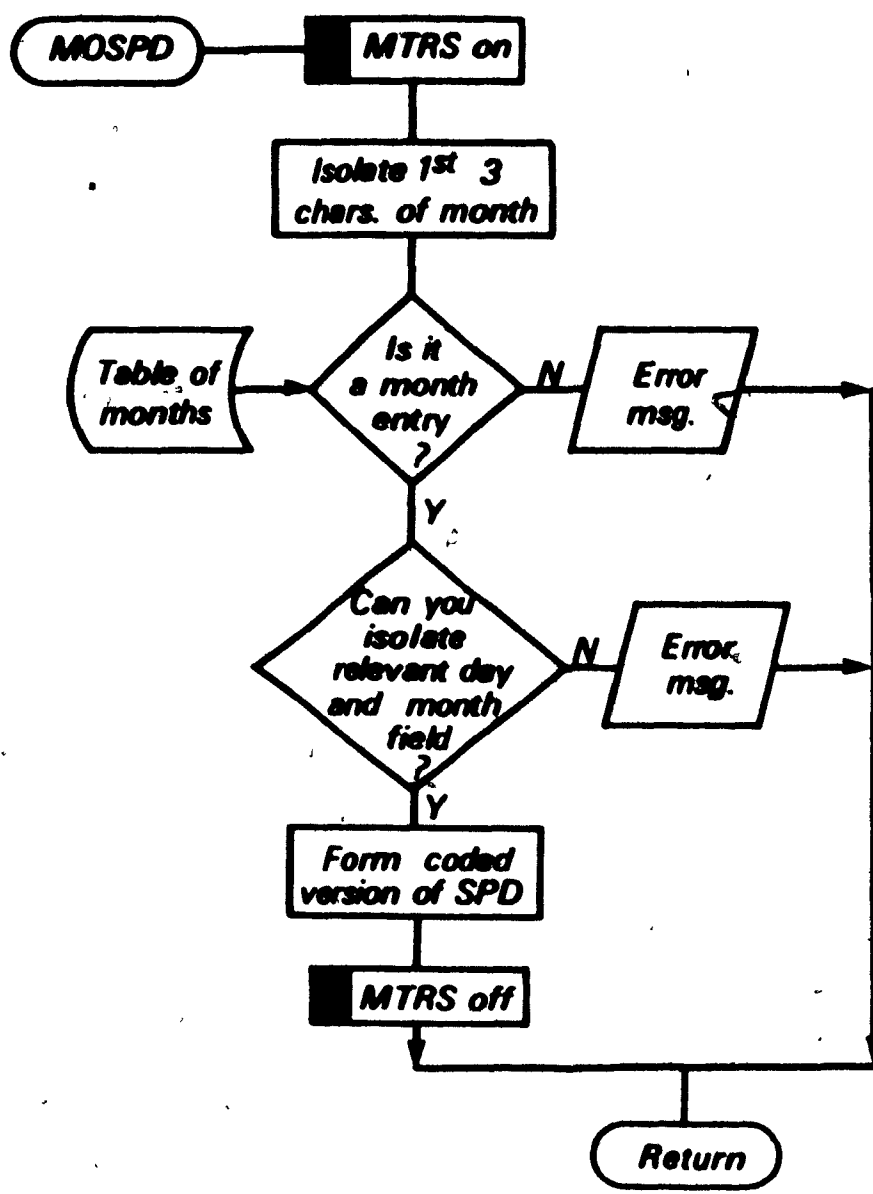 MOSPD
MTRS on
Isolate 1st 3
chars. of month
Table of
months
Is it
a month
entry
?
N
Error
msg.
Y
Can you
isolate
relevant day
and month
field
?
N
Error
msg.
Y
Form coded
version of SPD
MTRS off
Return